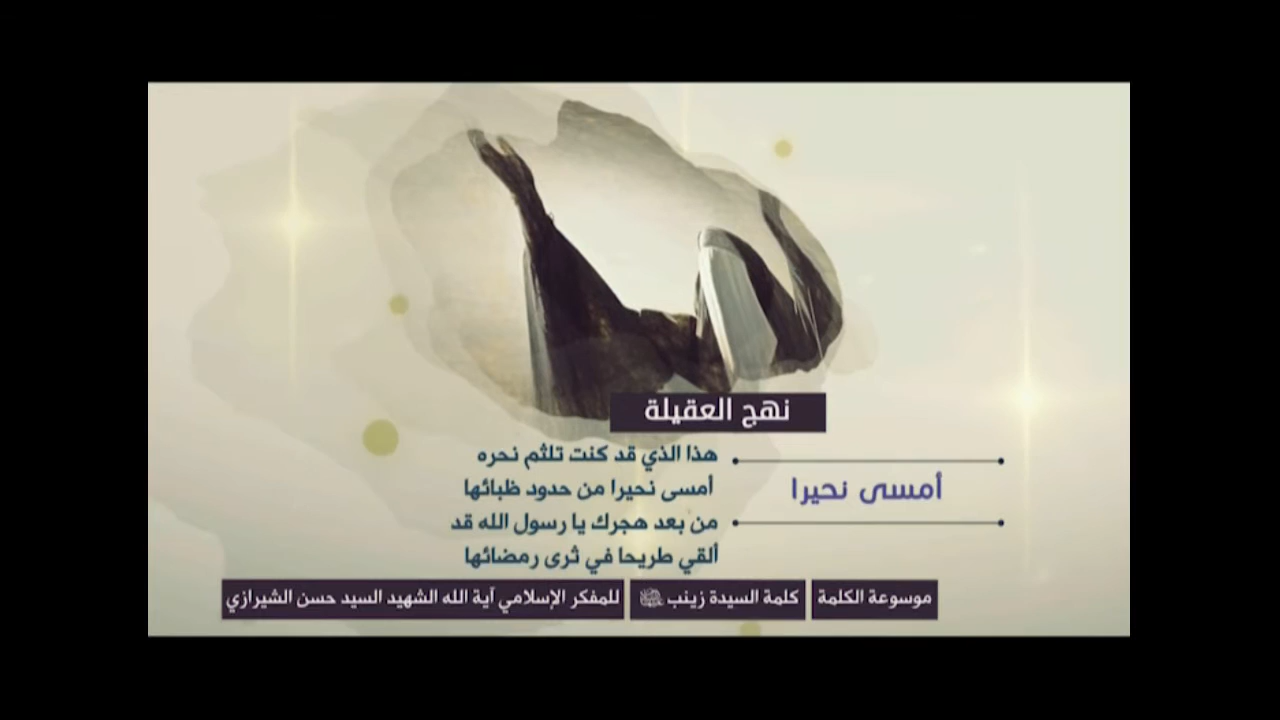 نهج العقيلة
أمسى نحيرا
هذا الذي قد كنت تلثم نحره
أمسى نحيرا من حدود ظبائها
من بعد هجرك يا رسول الله قد
ألقي طريحا في ثرى رمضائها
موسوعة الكلمة
كلمة السيدة زينب
للمفكر الإسلامي آية الله الشهيد السيد حسن الشيرازي